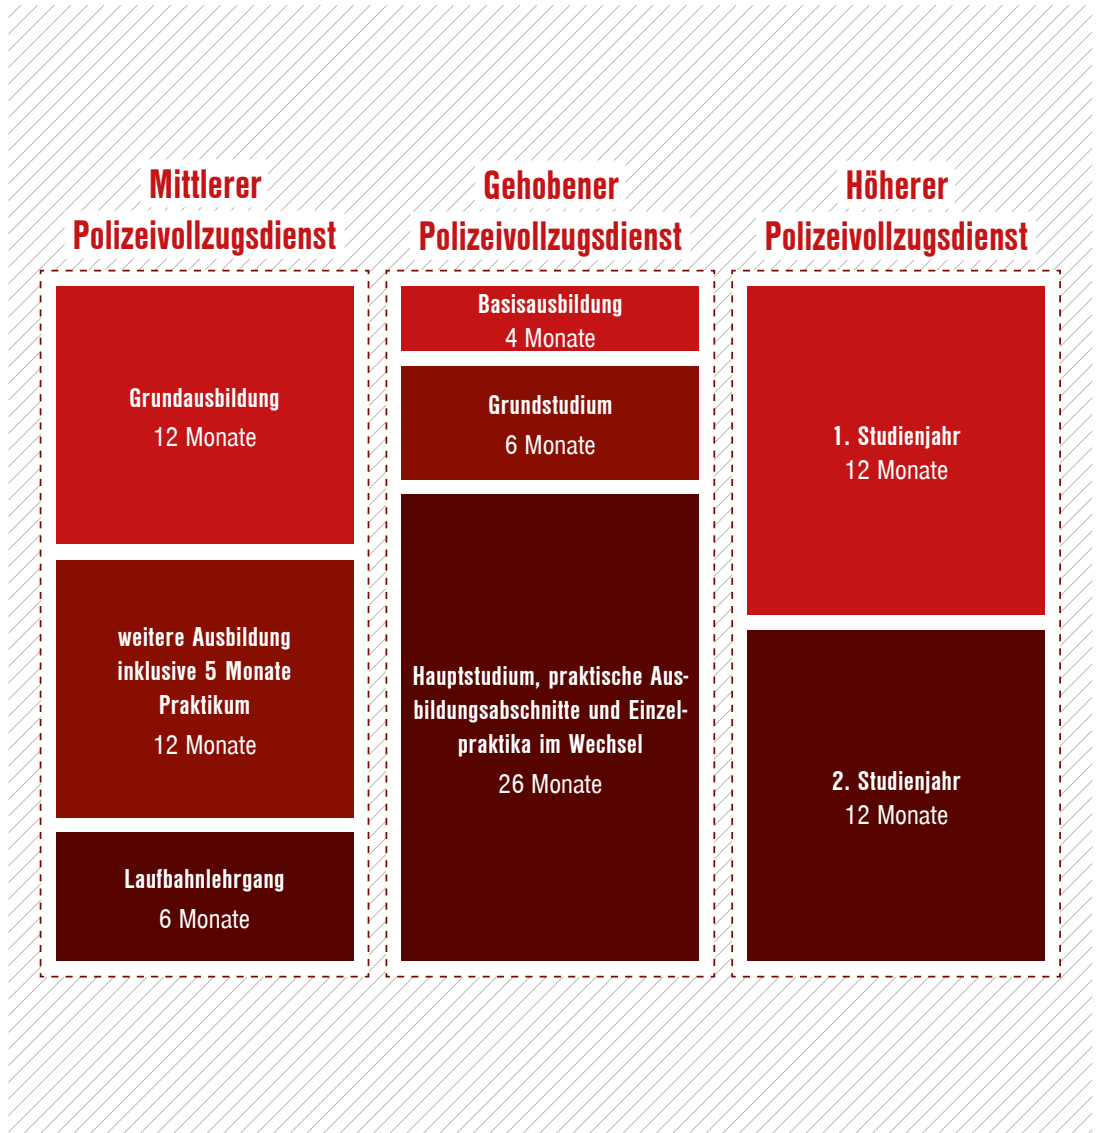 Mittlerer
Polizeivollzugsdienst
Grundausbildung
12 Monate
weitere Ausbildung
inklusive 5 Monate
Praktikum
12 Monate
Laufbahnlehrgang
6 Monate
Gehobener
Polizeivollzugsdienst
Basisausbildung
4 Monate
Grundstudium
6 Monate
Hauptstudium, praktische Aus-
bildungsabschnitte und Einzel-
praktika im Wechsel
26 Monate
Höherer
Polizeivollzugsdienst
1. Studienjahr
12 Monate
2. Studienjahr
12 Monate